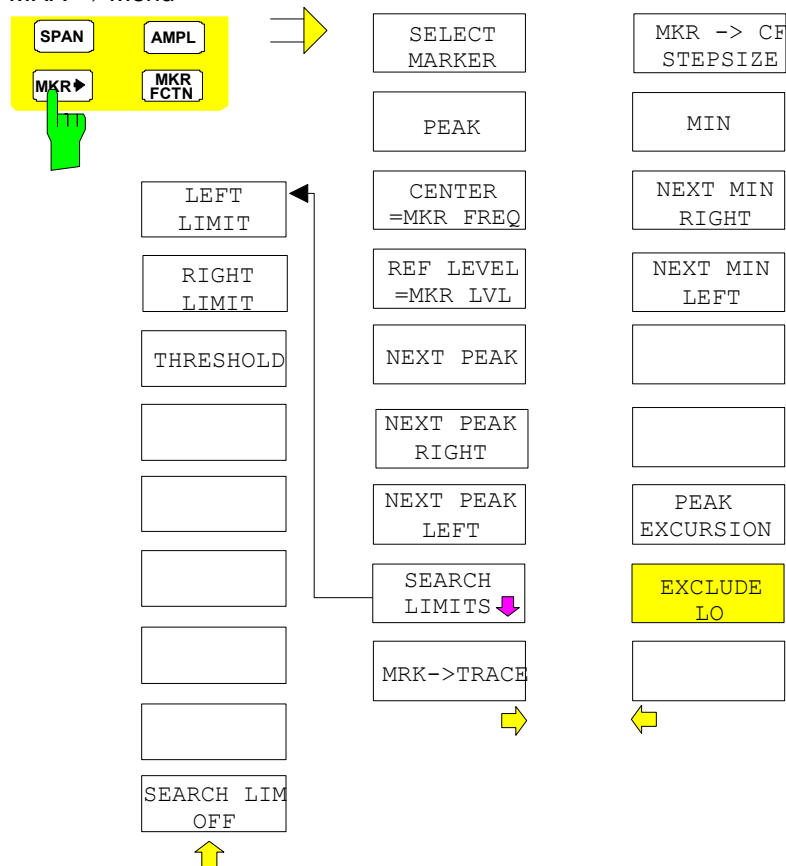 SPAN
AMPL
MKR
MKR
FCTN
SELECT
MARKER
PEAK
CENTER
=MKR FREQ
REF LEVEL
=MKR LVL
NEXT PEAK
NEXT PEAK
RIGHT
NEXT PEAK
LEFT
SEARCH
LIMITS
MRK->TRACE
MKR -> CF
STEPSIZE
MIN
NEXT MIN
RIGHT
NEXT MIN
LEFT
PEAK
EXCURSION
EXCLUDE
LO
LEFT
LIMIT
RIGHT
LIMIT
THRESHOLD
SEARCH LIM
OFF